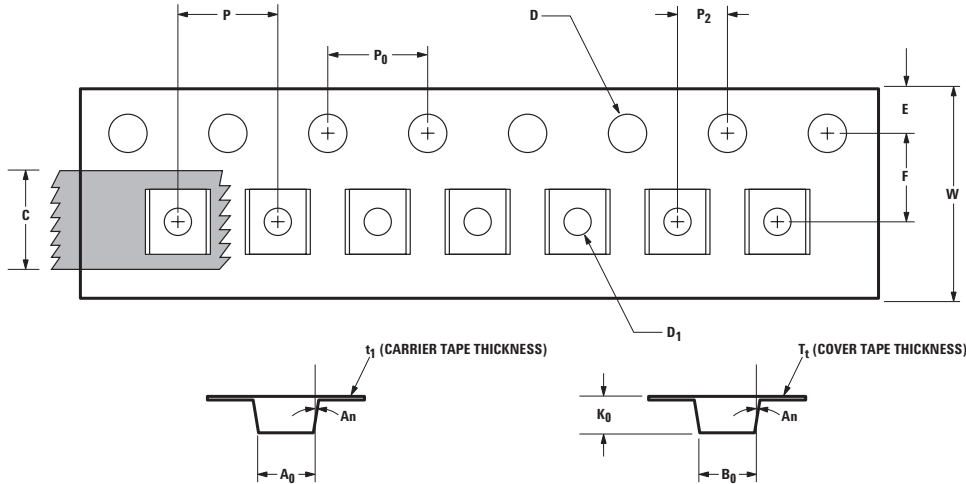 P
D
P2
P0
E
F
W
C
D1
t1 (CARRIER TAPE THICKNESS)
Tt (COVER TAPE THICKNESS)
An
K0
An
A0
B0